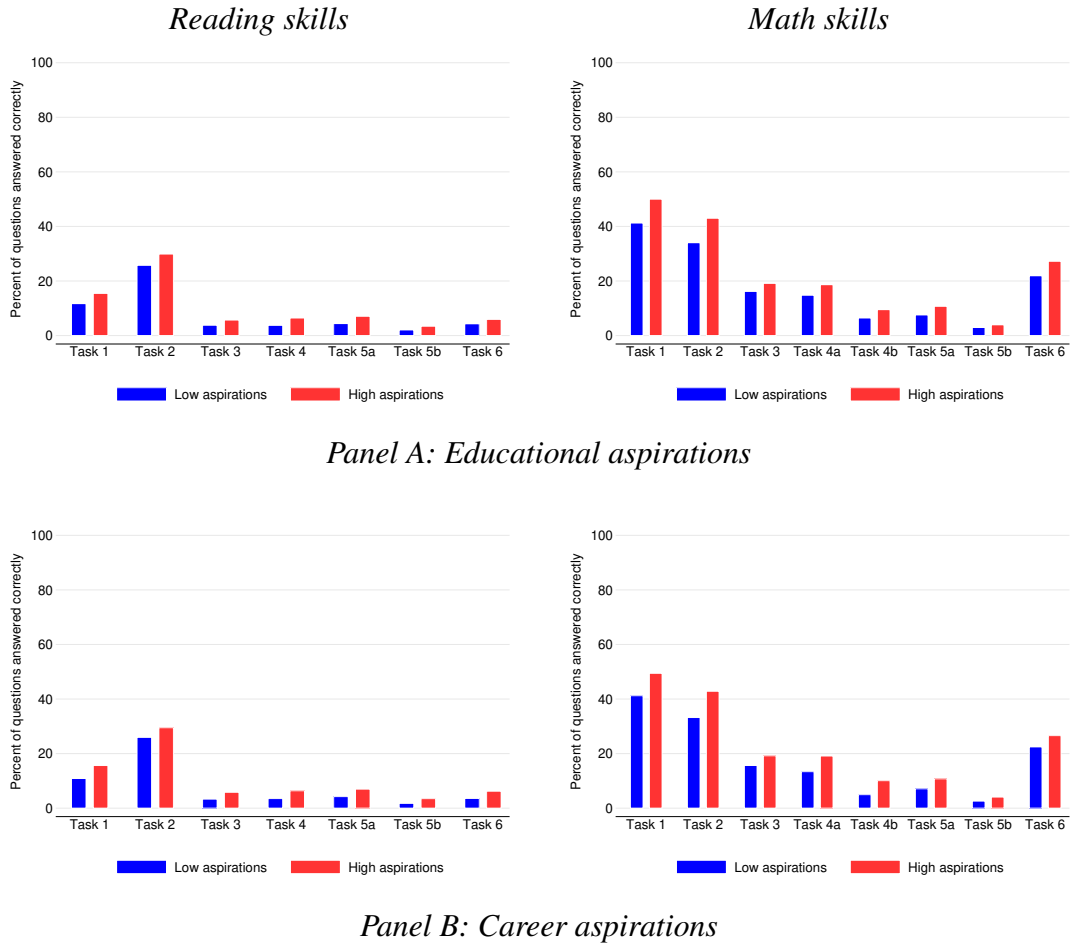 Reading skills
Math skills
Percent of questions answered correctly
100
80
60
40
20
0
Task 1 Task 2 Task 3 Task 4 Task 5a Task 5b Task 6
Low aspirations High aspirations
Percent of questions answered correctly
100
80
60
40
20
0
Task 1 Task 2 Task 3 Task 4a Task 4b Task 5a Task 5b Task 6
Low aspirations High aspirations
Panel A: Educational aspirations
Percent of questions answered correctly
100
80
60
40
20
0
Task 1 Task 2 Task 3 Task 4 Task 5a Task 5b Task 6
Low aspirations High aspirations
Percent of questions answered correctly
100
80
60
40
20
0
Task 1 Task 2 Task 3 Task 4a Task 4b Task 5a Task 5b Task 6
Low aspirations High aspirations
Panel B: Career aspirations